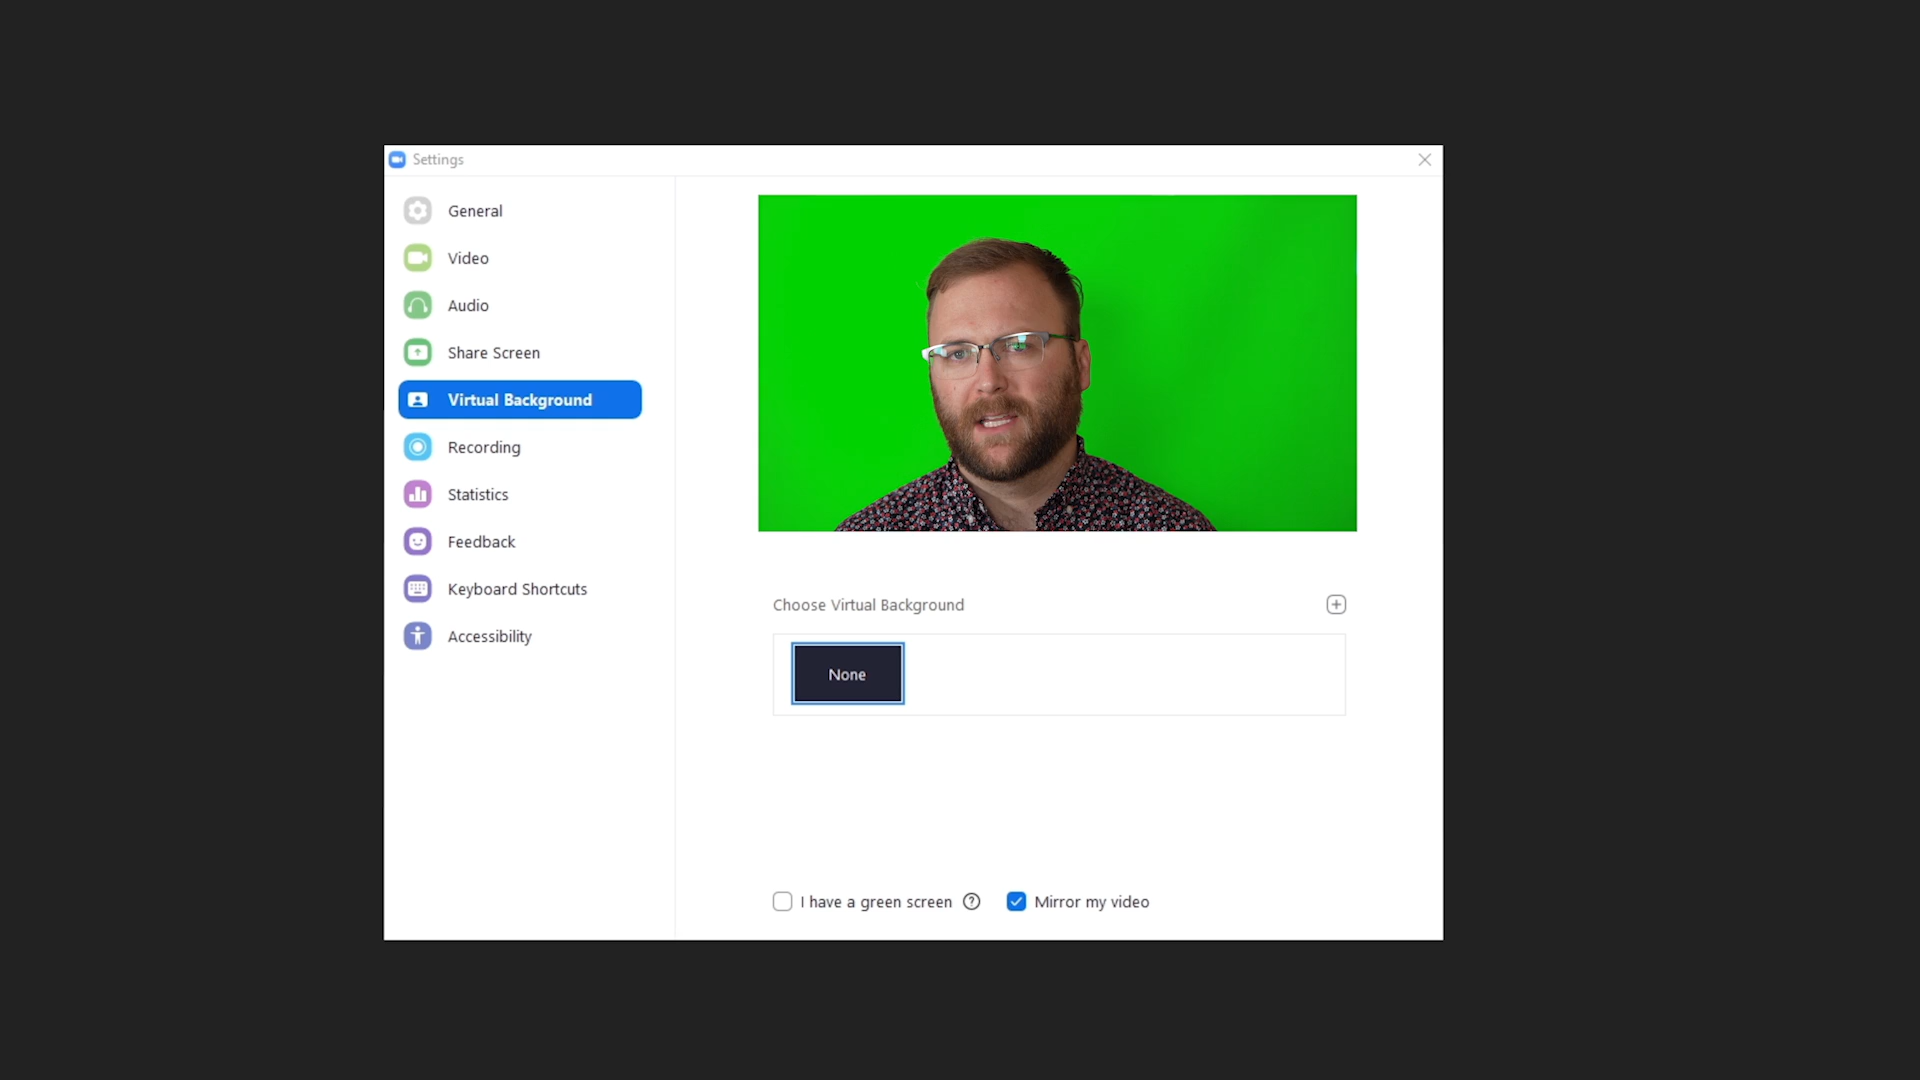 Settings
General
Video
Audio
Share Screen
Virtual Background
Recording
Statistics
Feedback
Keyboard Shortcuts
Accessibility
Choose Virtual Background
None
I have a green screen
Mirror my video